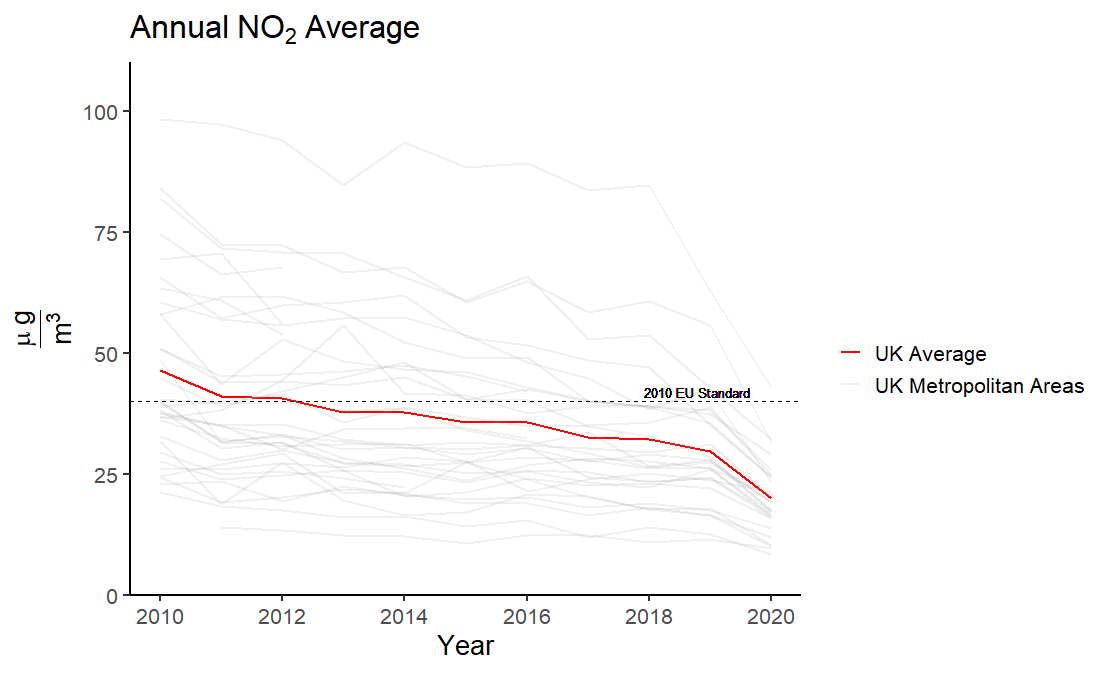 Annual NO₂ Average
μ g
m³
100
75
50
25
0
2010 EU Standard
2010 2012 2014 2016 2018 2020
Year
UK Average
UK Metropolitan Areas